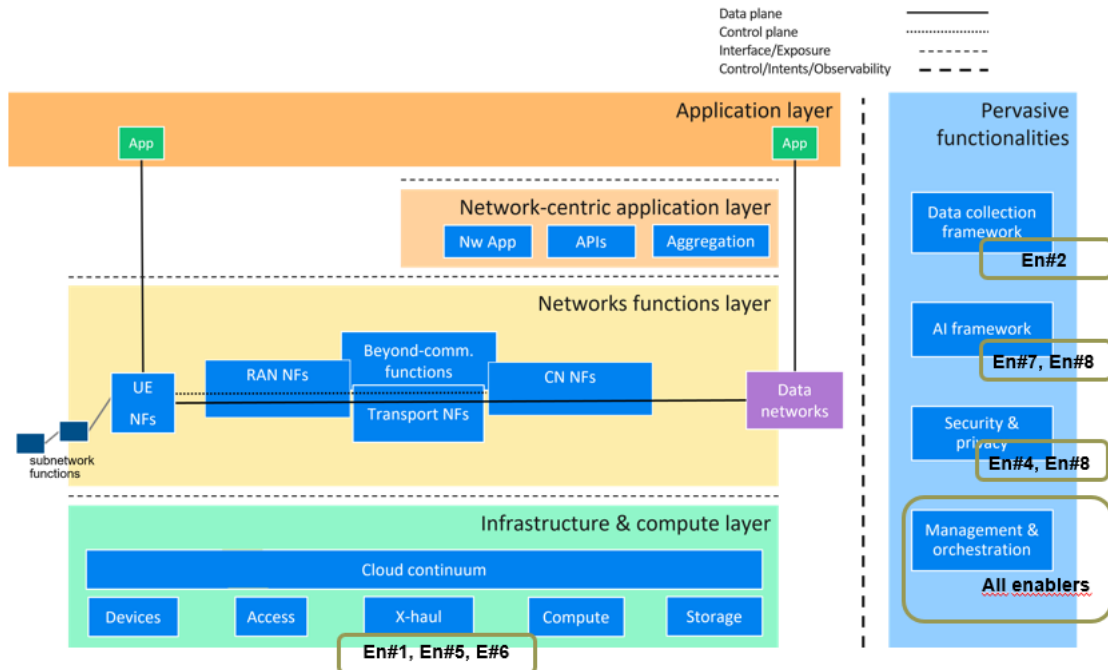 Data plane
Control plane
Interface/Exposure
Control/Intents/Observability
Application layer
App
App
Network-centric application layer
Nw App
APIs
Aggregation
Networks functions layer
Beyond-comm.
functions
RAN NFs
CN NFs
UE
NFs
Transport NFs
Data
networks
subnetwork
functions
Infrastructure & compute layer
Cloud continuum
Devices
Access
X-haul
Compute
Storage
En#1, En#5, E#6
Pervasive
functionalities
Data collection
framework
En#2
AI framework
En#7, En#8
Security &
privacy
En#4, En#8
Management &
orchestration
All enablers